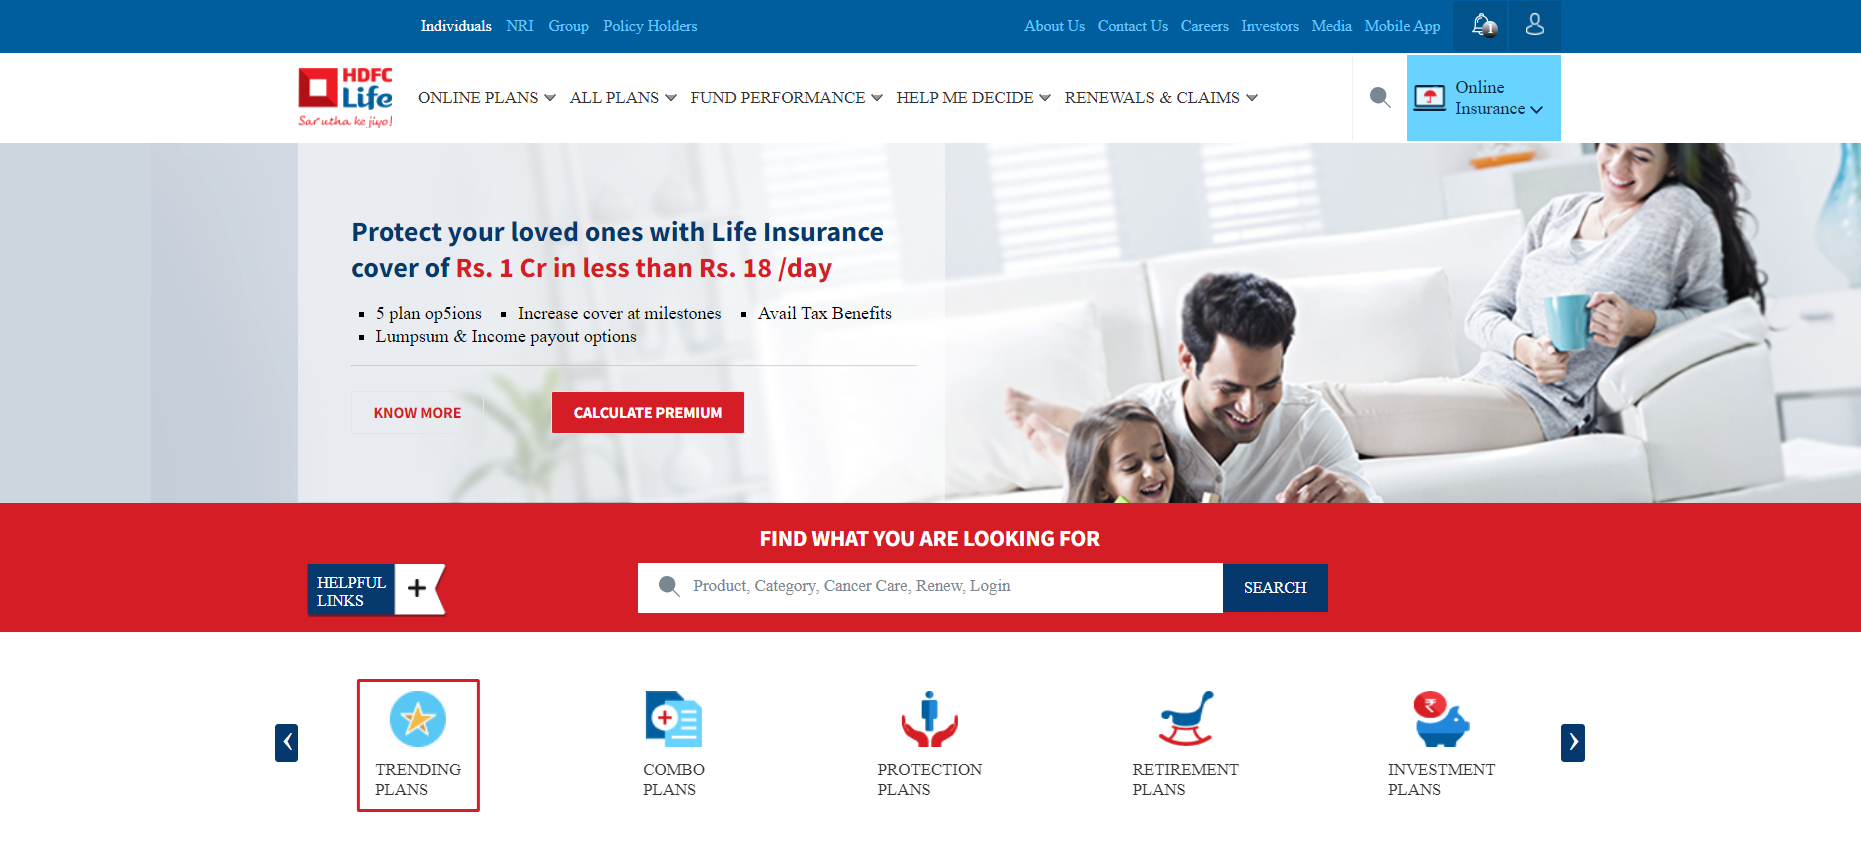 Individuals NRI Group Policy Holders About Us Contact Us Careers Investors Media Mobile App 1
HDFC
Life
Sar utha ke jiyo!
ONLINE PLANS ALL PLANS FUND PERFORMANCE HELP ME DECIDE RENEWALS & CLAIMS
Online
Insurance
Protect your loved ones with Life Insurance
cover of Rs. 1 Cr in less than Rs. 18 /day
5 plan op5ions Increase cover at milestones Avail Tax Benefits
Lumpsum & Income payout options
KNOW MORE CALCULATE PREMIUM
FIND WHAT YOU ARE LOOKING FOR
HELPFUL
LINKS
Product, Category, Cancer Care, Renew, Login SEARCH
TRENDING
PLANS
COMBO
PLANS
PROTECTION
PLANS
RETIREMENT
PLANS
₹
INVESTMENT
PLANS